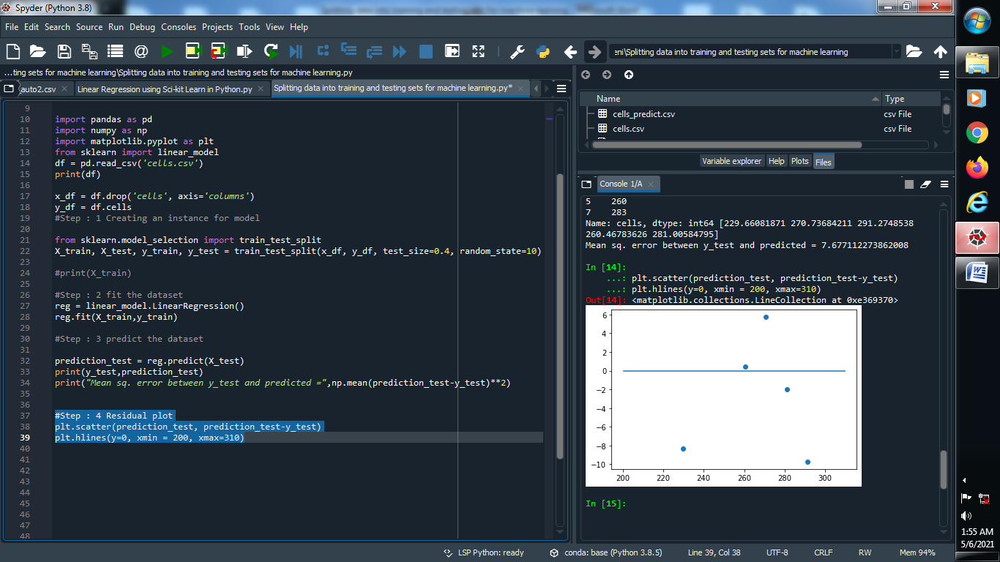 Spyder (Python 3.8)
File Edit Search Source Run Debug Consoles Projects Tools View Help
eni\Splitting data into training and testing sets for machine learning
...ting sets for machine learning\Splitting data into training and testing sets for machine learning.py
auto2.csv Linear Regression using Sci-kit Learn in Python.py Splitting data into training and testing sets for machine learning.py*
9
10 import pandas as pd
11 import numpy as np
12 import matplotlib.pyplot as plt
13 from sklearn import linear_model
14 df = pd.read_csv('cells.csv')
15 print(df)
16
17 x_df = df.drop('cells', axis='columns')
18 y_df = df.cells
19 #Step : 1 Creating an instance for model
20
21 from sklearn.model_selection import train_test_split
22 X_train, X_test, y_train, y_test = train_test_split(x_df, y_df, test_size=0.4, random_state=10)
23
24 #print(X_train)
25
26 #Step : 2 fit the dataset
27 reg = linear_model.LinearRegression()
28 reg.fit(X_train,y_train)
29
30 #Step : 3 predict the dataset
31
32 prediction_test = reg.predict(X_test)
33 print(y_test,prediction_test)
34 print("Mean sq. error between y_test and predicted =",np.mean(prediction_test-y_test)**2)
35
36
37 #Step : 4 Residual plot
38 plt.scatter(prediction_test, prediction_test-y_test)
39 plt.hlines(y=0, xmin = 200, xmax=310)
40
41
42
43
44
45
46
47
48
Name Type
cells_predict.csv csv File
cells.csv csv File
Variable explorer Help Plots Files
Console 1/A
5 260
7 283
Name: cells, dtype: int64 [229.66081871 270.73684211 291.2748538
260.46783626 281.00584795]
Mean sq. error between y_test and predicted = 7.677112273862008
In [14]:
...: plt.scatter(prediction_test, prediction_test-y_test)
...: plt.hlines(y=0, xmin = 200, xmax=310)
Out[14]: <matplotlib.collections.LineCollection at 0xe369370>
6
4
2
0
−2
−4
−6
−8
−10
200 220 240 260 280 300
In [15]:
LSP Python: ready conda: base (Python 3.8.5) Line 39, Col 38 UTF-8 CRLF RW Mem 94%
1:55 AM
5/6/2021